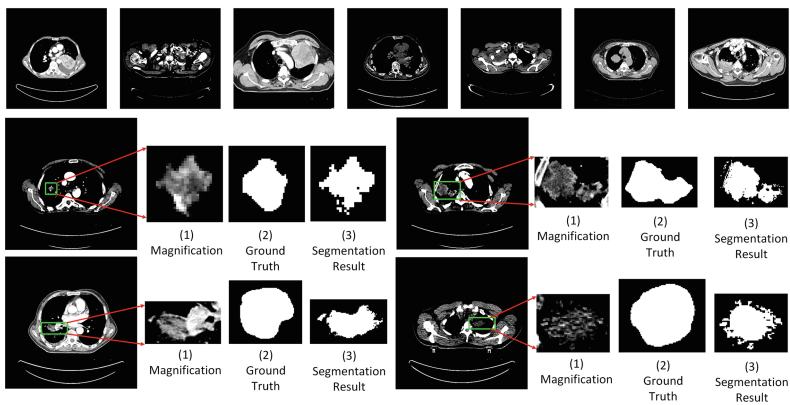 (1)
Magnification
(2)
Ground
Truth
(3)
Segmentation
Result
(1)
Magnification
(2)
Ground
Truth
(3)
Segmentation
Result
(1)
Magnification
(2)
Ground
Truth
(3)
Segmentation
Result
(1)
Magnification
(2)
Ground
Truth
(3)
Segmentation
Result